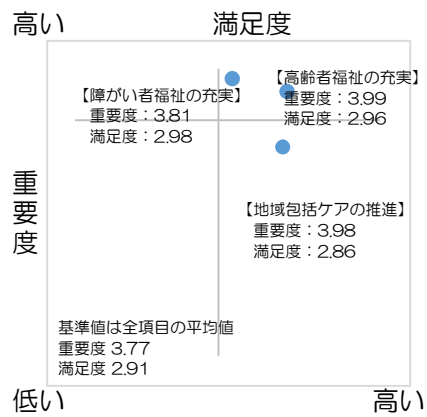 高い
満足度
【高齢者福祉の充実】
重要度：3.99
満足度：2.96
【障がい者福祉の充実】
重要度：3.81
満足度：2.98
重要度
【地域包括ケアの推進】
重要度：3.98
満足度：2.86
基準値は全項目の平均値
重要度 3.77
満足度 2.91
低い
高い